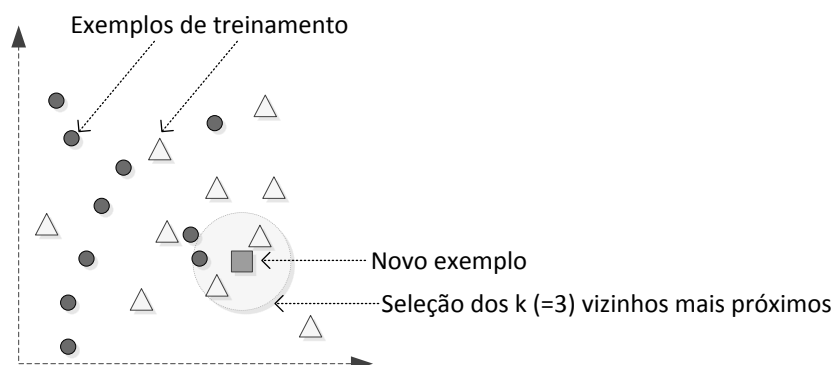 Exemplos de treinamento
Novo exemplo
Seleção dos k (=3) vizinhos mais próximos